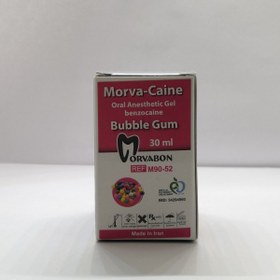 Morva-Caine
Oral Anesthetic Gel
benzocaine
Bubble Gum
30 ml
MORVABON
REF M90-52
Made in Iran